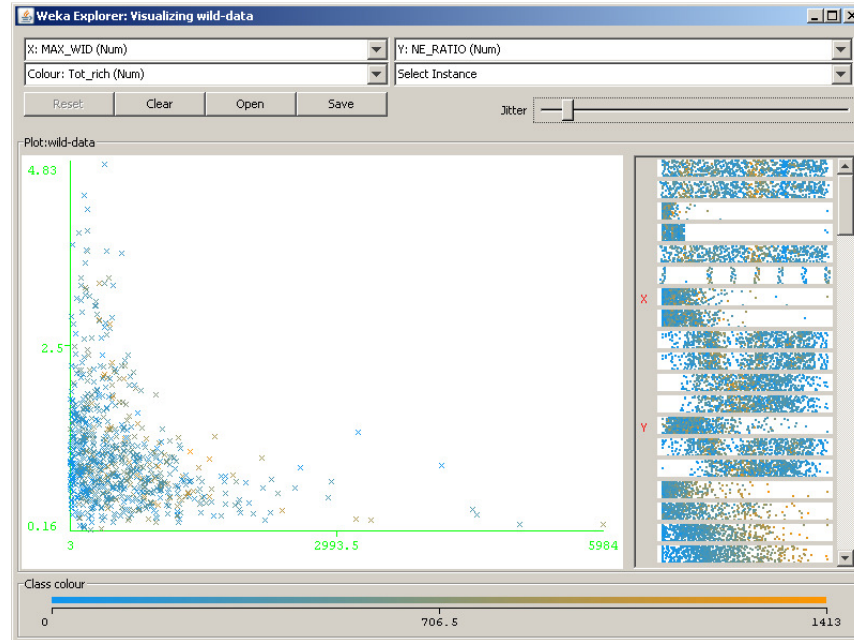 Weka Explorer: Visualizing wild-data
X: MAX_WID (Num)
Y: NE_RATIO (Num)
Colour: Tot_rich (Num)
Select Instance
Reset
Clear
Open
Save
Jitter
Plot:wild-data
4.83
2.5
0.16
3
2993.5
5984
X
Y
Class colour
0
706.5
1413